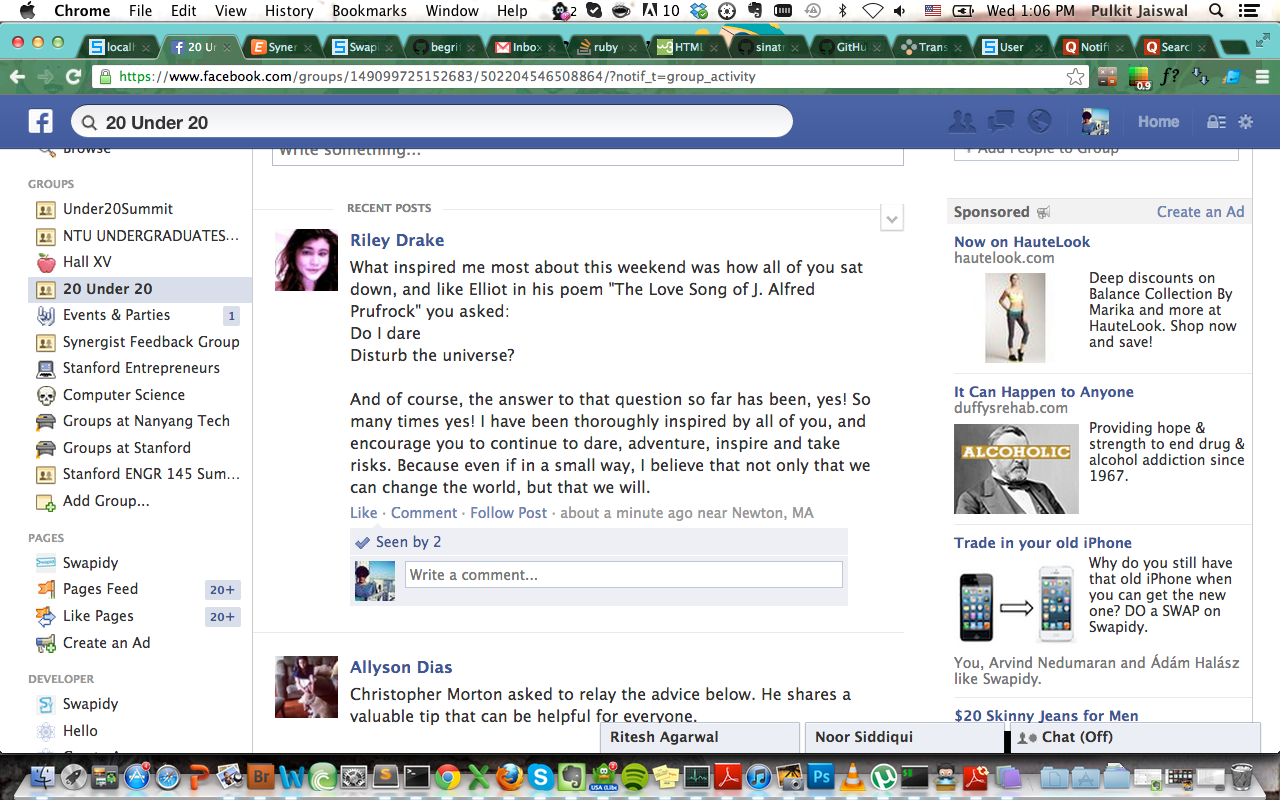 Chrome File Edit View History Bookmarks Window Help 2 10 Wed 1:06 PM Pulkit Jaiswal
locall 20 Un Syner Swap begrit Inbox ruby HTML sinat GitHu Trans User Notifi Searc
https://www.facebook.com/groups/149099725152683/502204546508864/?notif_t=group_activity
0.9 f?
20 Under 20
Home
Browse
GROUPS
Under20Summit
NTU UNDERGRADUATES...
Hall XV
20 Under 20
Events & Parties 1
Synergist Feedback Group
Stanford Entrepreneurs
Computer Science
Groups at Nanyang Tech
Groups at Stanford
Stanford ENGR 145 Sum...
Add Group...
PAGES
Swapidy
Pages Feed 20+
Like Pages 20+
Create an Ad
DEVELOPER
Swapidy
Hello
Write something...
RECENT POSTS
Riley Drake
What inspired me most about this weekend was how all of you sat
down, and like Elliot in his poem "The Love Song of J. Alfred
Prufrock" you asked:
Do I dare
Disturb the universe?
And of course, the answer to that question so far has been, yes! So
many times yes! I have been thoroughly inspired by all of you, and
encourage you to continue to dare, adventure, inspire and take
risks. Because even if in a small way, I believe that not only that we
can change the world, but that we will.
Like · Comment · Follow Post · about a minute ago near Newton, MA
Seen by 2
Write a comment...
Allyson Dias
Christopher Morton asked to relay the advice below. He shares a
valuable tip that can be helpful for everyone.
+ Add People to Group
Sponsored Create an Ad
Now on HauteLook
hautelook.com
Deep discounts on
Balance Collection By
Marika and more at
HauteLook. Shop now
and save!
It Can Happen to Anyone
duffysrehab.com
ALCOHOLIC
Providing hope &
strength to end drug &
alcohol addiction since
1967.
Trade in your old iPhone
Why do you still have
that old iPhone when
you can get the new
one? DO a SWAP on
Swapidy.
You, Arvind Nedumaran and Ádám Halász
like Swapidy.
$20 Skinny Jeans for Men
Ritesh Agarwal
Noor Siddiqui
Chat (Off)
Br
Ps